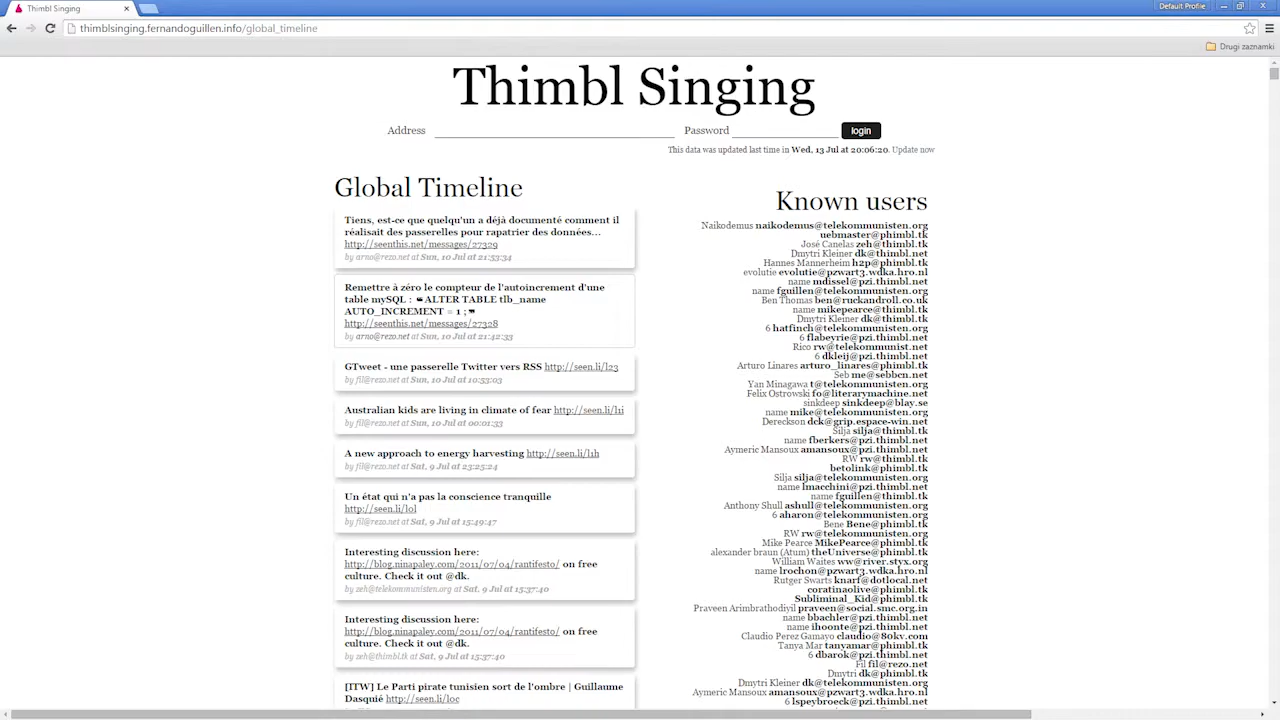 Thimbl Singing
Default Profile
thimblsinging.fernandoguillen.info/global_timeline
Drugi zaznamki
Thimbl Singing
Address Password login
This data was updated last time in Wed, 13 Jul at 20:06:20. Update now
Global Timeline
Tiens, est-ce que quelqu'un a déjà documenté comment il
réalisait des passerelles pour rapatrier des données...
http://seenthis.net/messages/27329
by arno@rezo.net at Sun, 10 Jul at 21:53:34
Remettre à zéro le compteur de l'autoincrement d'une
table mySQL : ❝ALTER TABLE tlb_name
AUTO_INCREMENT = 1 ;❞
http://seenthis.net/messages/27328
by arno@rezo.net at Sun, 10 Jul at 21:42:33
GTweet - une passerelle Twitter vers RSS http://seen.li/l23
by fil@rezo.net at Sun, 10 Jul at 10:53:03
Australian kids are living in climate of fear http://seen.li/l1i
by fil@rezo.net at Sun, 10 Jul at 00:01:33
A new approach to energy harvesting http://seen.li/l1h
by fil@rezo.net at Sat, 9 Jul at 23:25:24
Un état qui n'a pas la conscience tranquille
http://seen.li/l0l
by fil@rezo.net at Sat, 9 Jul at 15:49:47
Interesting discussion here:
http://blog.ninapaley.com/2011/07/04/rantifesto/ on free
culture. Check it out @dk.
by zeh@telekommunisten.org at Sat, 9 Jul at 15:37:40
Interesting discussion here:
http://blog.ninapaley.com/2011/07/04/rantifesto/ on free
culture. Check it out @dk.
by zeh@thimbl.tk at Sat, 9 Jul at 15:37:40
[ITW] Le Parti pirate tunisien sort de l'ombre | Guillaume
Dasquié http://seen.li/l0c
Known users
Naikodemus naikodemus@telekommunisten.org
uebmaster@phimbl.tk
José Canelas zeh@thimbl.tk
Dmytri Kleiner dk@thimbl.net
Hannes Mannerheim h2p@phimbl.tk
evolutie evolutie@pzwart3.wdka.hro.nl
name mdissel@pzi.phimbl.tk
name fguillen@telekommunisten.org
Ben Thomas ben@ruckandroll.co.uk
name mikepearce@thimbl.tk
Dmytri Kleiner dk@thimbl.tk
6 hatfinch@telekommunisten.org
6 flabeyrie@pzi.phimbl.tk
Rico rw@telekommunist.net
6 dkleij@pzi.phimbl.tk
Arturo Linares arturo_linares@phimbl.tk
Seb me@sebbcn.net
Yan Minagawa t@telekommunisten.org
Felix Ostrowski fo@literarymachine.net
sinkdeep sinkdeep@blay.se
name mike@telekommunisten.org
Dereckson dck@grip.espace-win.net
Silja silja@thimbl.tk
name fberkers@pzi.phimbl.tk
Aymeric Mansoux amansoux@pzi.phimbl.tk
RW rw@thimbl.tk
betolink@phimbl.tk
Silja silja@telekommunisten.org
name lmacchini@pzi.phimbl.tk
name fguillen@thimbl.tk
Anthony Shull ashull@telekommunisten.org
6 aharon@telekommunisten.org
Bene Bene@phimbl.tk
RW rw@telekommunisten.org
Mike Pearce MikePearce@phimbl.tk
alexander braun (Atum) theUniverse@phimbl.tk
William Waites ww@river.styx.org
name lrochon@pzwart3.wdka.hro.nl
Rutger Swarts knarf@dotlocal.net
coratinaolive@phimbl.tk
Subliminal_Kid@phimbl.tk
Praveen Arimbrathodiyil praveen@social.smc.org.in
name bbachler@pzi.phimbl.tk
name ihoonte@pzi.phimbl.tk
Claudio Perez Gamayo claudio@80kv.com
Tanya Mar tanyamar@phimbl.tk
6 dbarok@pzi.phimbl.tk
Fil fil@rezo.net
Dmytri dk@phimbl.tk
Dmytri Kleiner dk@telekommunisten.org
Aymeric Mansoux amansoux@pzwart3.wdka.hro.nl
6 lspeybroeck@pzi.phimbl.tk